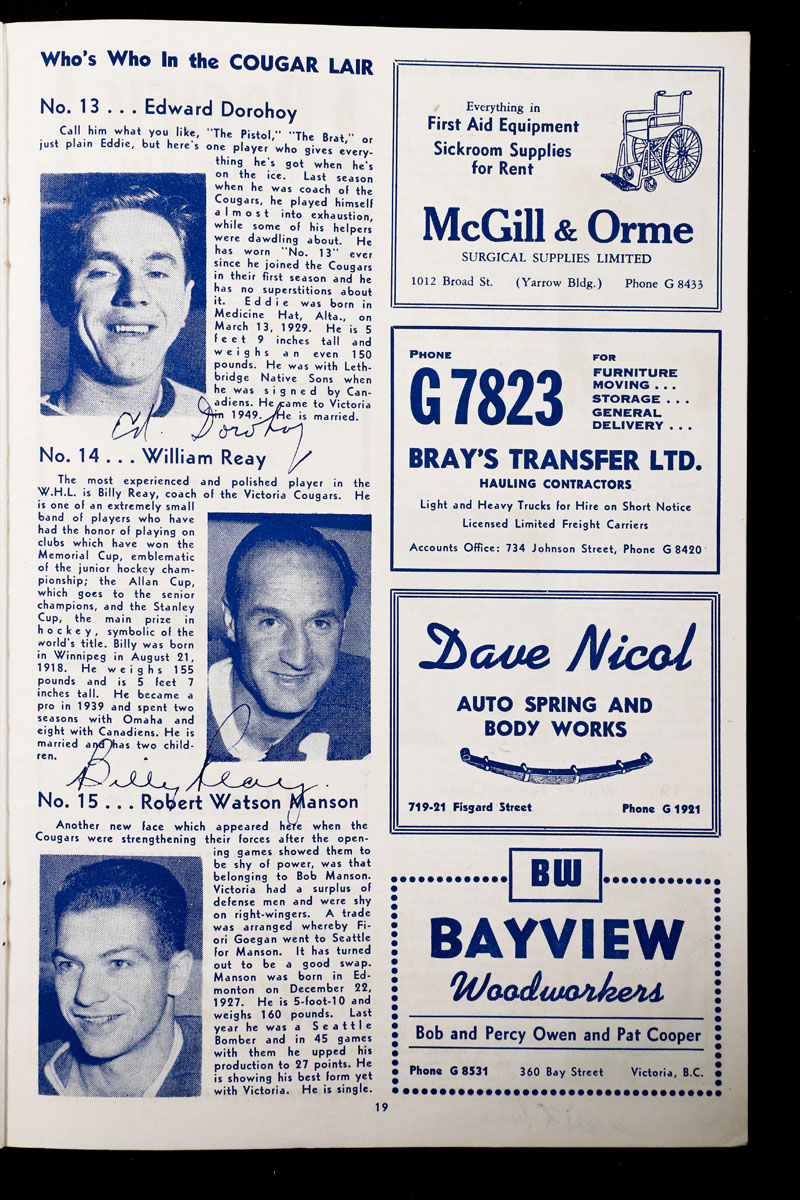 Who's Who In the COUGAR LAIR
No. 13 . . . Edward Dorohoy
Call him what you like, "The Pistol," "The Brat," or
just plain Eddie, but here's one player who gives every-
thing he's got when he's
on the ice. Last season
when he was coach of the
Cougars, he played himself
almost into exhaustion,
while some of his helpers
were dawdling about. He
has worn "No. 13" ever
since he joined the Cougars
in their first season and he
has no superstitions about
it. Eddie was born in
Medicine Hat, Alta., on
March 13, 1929. He is 5
feet 9 inches tall and
weighs an even 150
pounds. He was with Leth-
bridge Native Sons when
he was signed by Can-
adiens. He came to Victoria
in 1949. He is married.
Ed. Dorohoy
No. 14 . . . William Reay
The most experienced and polished player in the
W.H.L. is Billy Reay, coach of the Victoria Cougars. He
is one of an extremely small
band of players who have
had the honor of playing on
clubs which have won the
Memorial Cup, emblematic
of the junior hockey cham-
pionship; the Allan Cup,
which goes to the senior
champions, and the Stanley
Cup, the main prize in
hockey, symbolic of the
world's title. Billy was born
in Winnipeg in August 21,
1918. He weighs 155
pounds and is 5 feet 7
inches tall. He became a
pro in 1939 and spent two
seasons with Omaha and
eight with Canadiens. He is
married and has two child-
ren.
Billy Reay.
No. 15 . . . Robert Watson Manson
Another new face which appeared here when the
Cougars were strengthening their forces after the open-
ing games showed them to
be shy of power, was that
belonging to Bob Manson.
Victoria had a surplus of
defense men and were shy
on right-wingers. A trade
was arranged whereby Fi-
ori Goegan went to Seattle
for Manson. It has turned
out to be a good swap.
Manson was born in Ed-
monton on December 22,
1927. He is 5-foot-10 and
weighs 160 pounds. Last
year he was a Seattle
Bomber and in 45 games
with them he upped his
production to 27 points. He
is showing his best form yet
with Victoria. He is single.
Everything in
First Aid Equipment
Sickroom Supplies
for Rent
McGill & Orme
SURGICAL SUPPLIES LIMITED
1012 Broad St. (Yarrow Bldg.) Phone G 8433
PHONE
G 7823
FOR
FURNITURE
MOVING . . .
STORAGE . . .
GENERAL
DELIVERY . . .
BRAY'S TRANSFER LTD.
HAULING CONTRACTORS
Light and Heavy Trucks for Hire on Short Notice
Licensed Limited Freight Carriers
Accounts Office: 734 Johnson Street, Phone G 8420
Dave Nicol
AUTO SPRING AND
BODY WORKS
719-21 Fisgard Street Phone G 1921
BW
BAYVIEW
Woodworkers
Bob and Percy Owen and Pat Cooper
Phone G 8531 360 Bay Street Victoria, B.C.
19